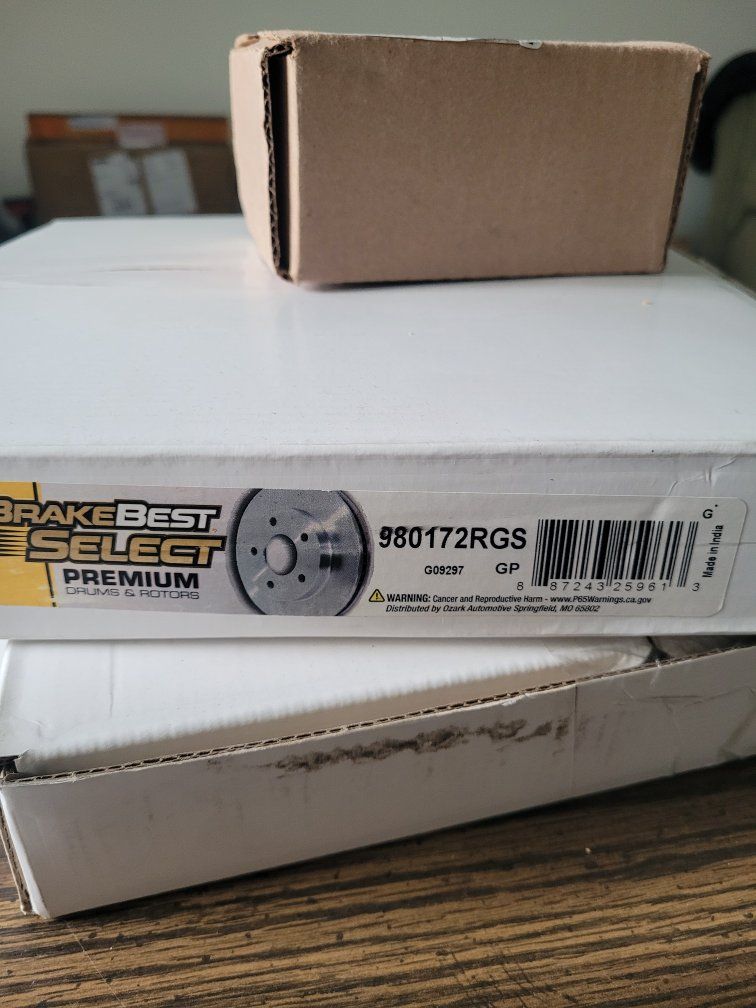 BRAKEBEST
SELECT
PREMIUM
DRUMS & ROTORS
980172RGS
G09297 GP
8 87243 25961 3
G*
Made in India
WARNING: Cancer and Reproductive Harm - www.P65Warnings.ca.gov
Distributed by Ozark Automotive Springfield, MO 65802